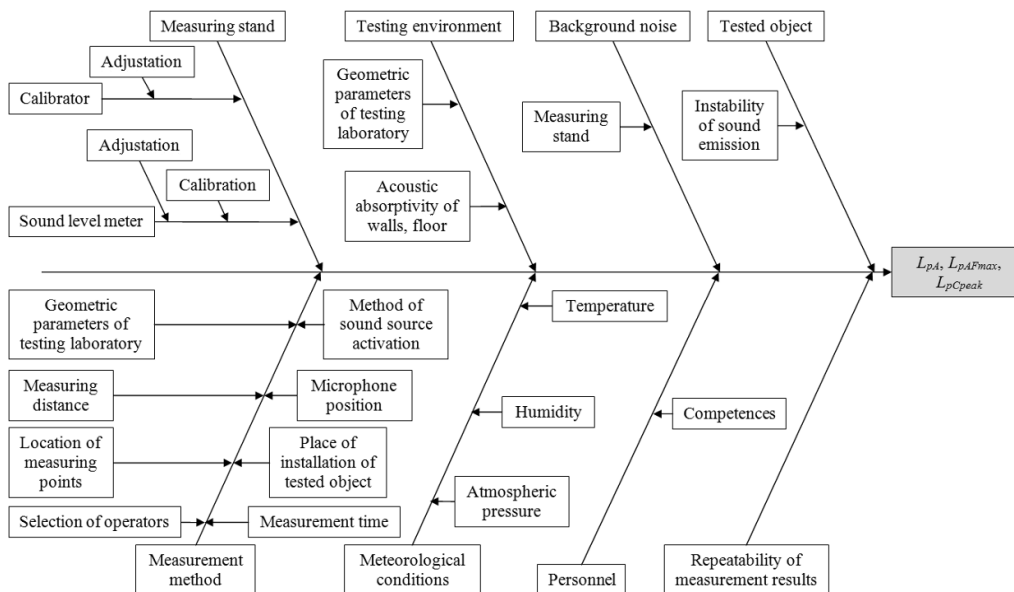 Measuring stand
Testing environment
Background noise
Tested object
Adjustation
Calibrator
Adjustation
Calibration
Sound level meter
Geometric
parameters
of testing
laboratory
Acoustic
absorptivity of
walls, floor
Measuring
stand
Instability
of sound
emission
L_pA, L_pAFmax,
L_pCpeak
Geometric
parameters of
testing laboratory
Method of
sound source
activation
Measuring
distance
Microphone
position
Location of
measuring
points
Place of
installation of
tested object
Selection of operators
Measurement time
Measurement
method
Temperature
Humidity
Atmospheric
pressure
Meteorological
conditions
Competences
Personnel
Repeatability of
measurement results